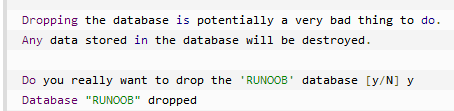 Dropping the database is potentially a very bad thing to do.
Any data stored in the database will be destroyed.
Do you really want to drop the 'RUNOOB' database [y/N] y
Database "RUNOOB" dropped